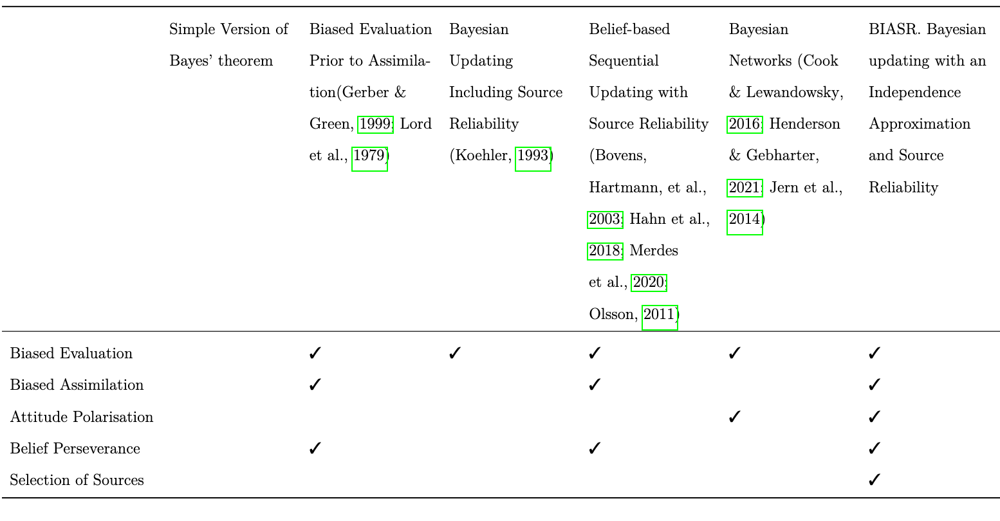 Simple Version of
Bayes’ theorem
Biased Evaluation
Prior to Assimila-
tion(Gerber &
Green, 1999; Lord
et al., 1979)
Bayesian
Updating
Including Source
Reliability
(Koehler, 1993)
Belief-based
Sequential
Updating with
Source Reliability
(Bovens,
Hartmann, et al.,
2003; Hahn et al.,
2018; Merdes
et al., 2020;
Olsson, 2011)
Bayesian
Networks (Cook
& Lewandowsky,
2016; Henderson
& Gebharter,
2021; Jern et al.,
2014)
BIASR. Bayesian
updating with an
Independence
Approximation
and Source
Reliability
Biased Evaluation ✓ ✓ ✓ ✓ ✓
Biased Assimilation ✓ ✓ ✓
Attitude Polarisation ✓ ✓
Belief Perseverance ✓ ✓ ✓
Selection of Sources ✓